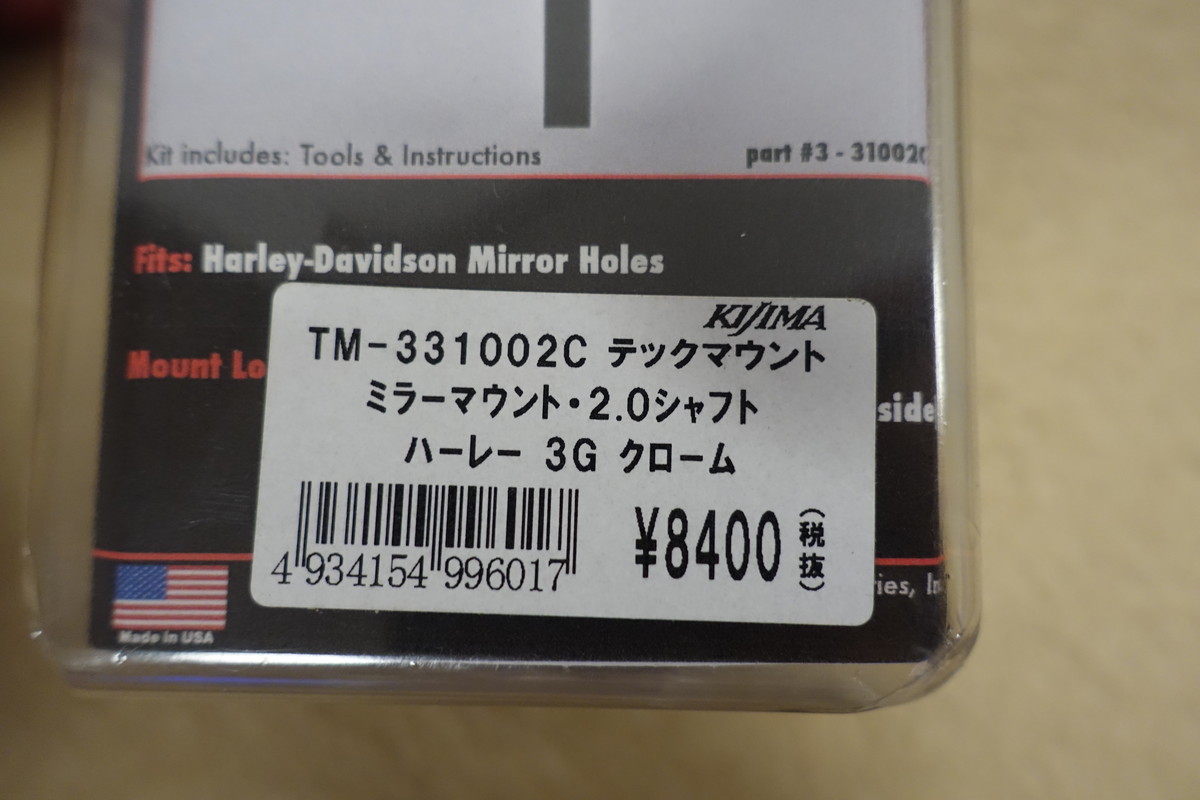 Kit includes: Tools & Instructions
part #3 - 31002
Fits: Harley-Davidson Mirror Holes
KIJIMA
TM-331002C テックマウント
Mount
ミラーマウント・2.0シャフト
side
ハーレー 3G クローム
¥8400(税抜)
4 934154 996017
Made in USA